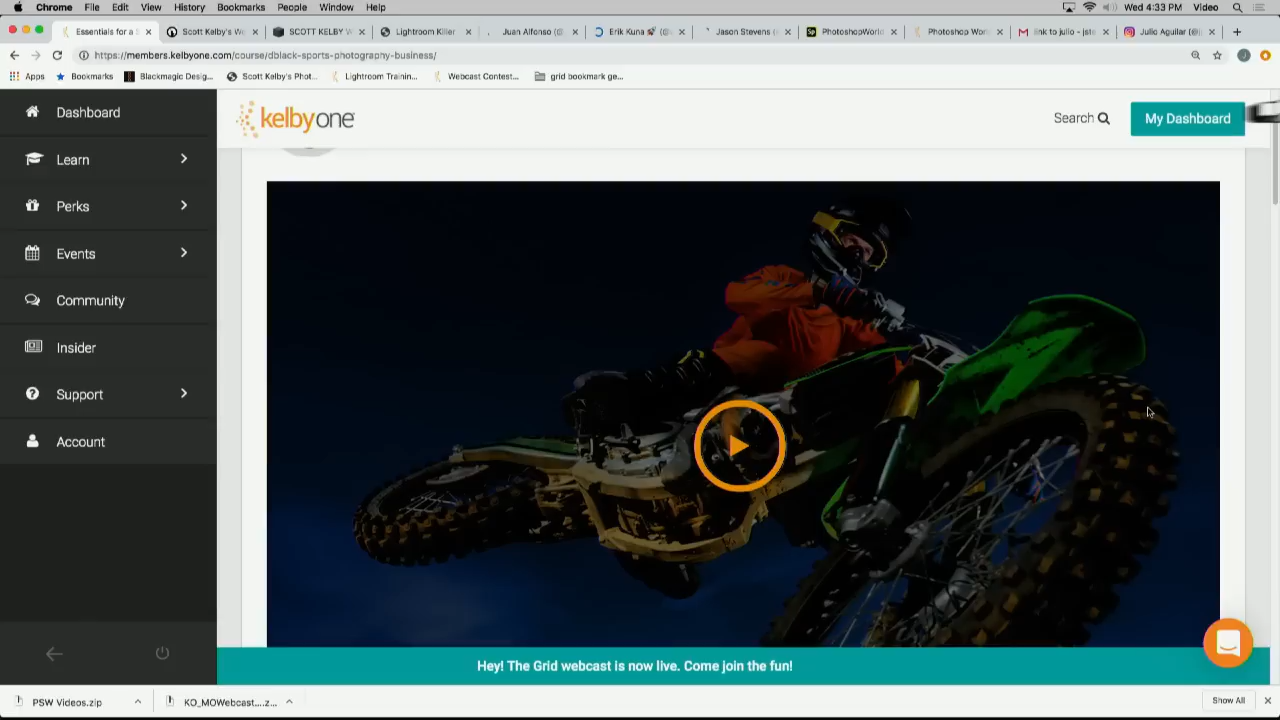 Chrome File Edit View History Bookmarks People Window Help Wed 4:33 PM Video
Essentials for a S Scott Kelby's Wo SCOTT KELBY W Lightroom Killer Juan Alfonso (@ Erik Kuna 🚀 (@ Jason Stevens (@ PhotoshopWorld Photoshop Worl link to julio - jste Julio Aguilar (@j
https://members.kelbyone.com/course/dblack-sports-photography-business/
Apps Bookmarks Blackmagic Desig... Scott Kelby's Phot... Lightroom Trainin... Webcast Contest... grid bookmark ge...
Dashboard
Learn
Perks
Events
Community
Insider
Support
Account
kelbyone
Search
My Dashboard
Hey! The Grid webcast is now live. Come join the fun!
PSW Videos.zip KO_MOWebcast....z... Show All